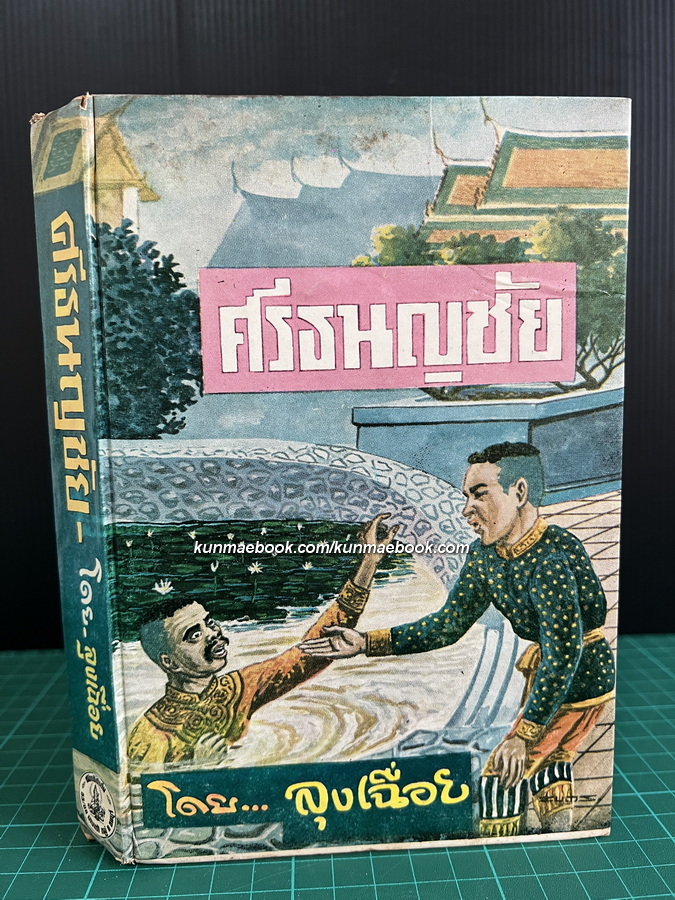 ศรีธนญชัย
kunmaebook.com/kunmaebook.com
โดย... ลุงเฉื่อย
ศรีธนญชัย - โดย.. ลุงเฉื่อย